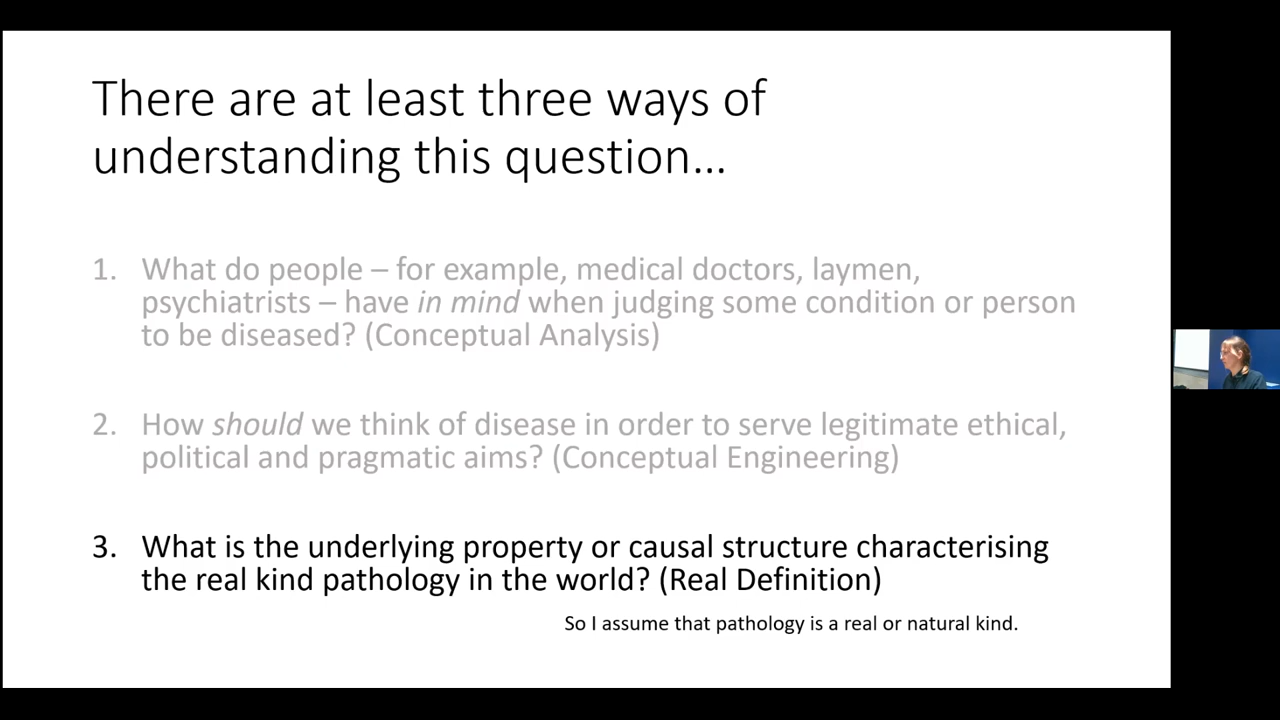 There are at least three ways of
understanding this question...
1. What do people – for example, medical doctors, laymen,
psychiatrists – have in mind when judging some condition or person
to be diseased? (Conceptual Analysis)
2. How should we think of disease in order to serve legitimate ethical,
political and pragmatic aims? (Conceptual Engineering)
3. What is the underlying property or causal structure characterising
the real kind pathology in the world? (Real Definition)
So I assume that pathology is a real or natural kind.